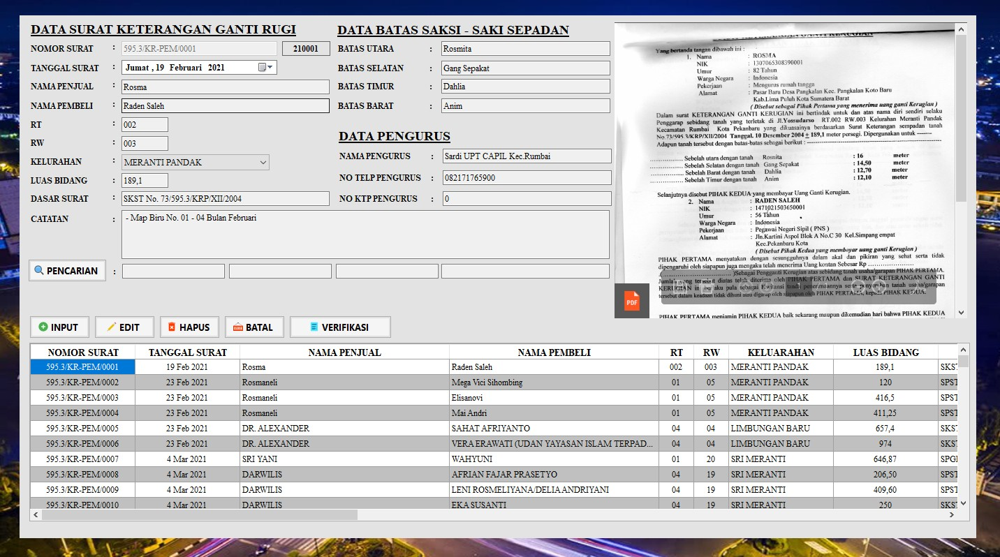 DATA SURAT KETERANGAN GANTI RUGI
NOMOR SURAT : 595.3/KR-PEM/0001 210001
TANGGAL SURAT : Jumat , 19 Februari 2021
NAMA PENJUAL : Rosma
NAMA PEMBELI : Raden Saleh
RT : 002
RW : 003
KELURAHAN : MERANTI PANDAK
LUAS BIDANG : 189,1
DASAR SURAT : SKST No. 73/595.3/KRP/XII/2004
CATATAN : - Map Biru No. 01 - 04 Bulan Februari
PENCARIAN :
DATA BATAS SAKSI - SAKI SEPADAN
BATAS UTARA : Rosmita
BATAS SELATAN : Gang Sepakat
BATAS TIMUR : Dahlia
BATAS BARAT : Anim
DATA PENGURUS
NAMA PENGURUS : Sardi UPT CAPIL Kec.Rumbai
NO TELP PENGURUS : 082171765900
NO KTP PENGURUS : 0
Yang bertanda tangan dibawah ini :
1. Nama : ROSMA
NIK : 1307065308390001
Umur : 82 Tahun
Warga Negara : Indonesia
Pekerjaan : Mengurus rumah tangga
Alamat : Pasar Baru Desa Pangkalan Kec. Pangkalan Koto Baru
Kab.Lima Puluh Kota Sumatera Barat
( Disebut sebagai Pihak Pertama yang menerima uang ganti Kerugian )
Dalam surat KETERANGAN GANTI KERUGIAN ini bertindak untuk dan atas nama diri sendiri selaku
Penggarap sebidang tanah yang terletak di Jl.Yossudarso RT.002 RW.003 Kelurahan Meranti Pandak
Kecamatan Rumbai Kota Pekanbaru yang dikuasainya berdasarkan Surat Keterangan sempadan tanah
No.73/595.3/KRP/XII/2004 Tanggal. 10 Desember 2004 ± 189,1 meter persegi. Dipergunakan untuk ---------
Adapun tanah tersebut dengan batas-batas sebagai berikut : ----------
Sebelah utara dengan tanah Rosnita : 16 meter
Sebelah Selatan dengan tanah Gang Sepakat : 14,50 meter
Sebelah Barat dengan tanah Dahlia : 12,70 meter
Sebelah Timur dengan tanah Anim : 12,10 meter
Selanjutnya disebut PIHAK KEDUA yang membayar Uang Ganti Kerugian.
2. Nama : RADEN SALEH
NIK : 1471021503650001
Umur : 56 Tahun
Warga Negara : Indonesia
Pekerjaan : Pegawai Negeri Sipil ( PNS )
Alamat : Jln.Kartini Aspol Blok A No.C 30 Kel.Simpang empat
Kec.Pekanbaru Kota
( Disebut Pihak Kedua yang membayar uang ganti Kerugian )
PIHAK PERTAMA menyatakan dengan sesungguhnya dalam akal dan pikiran yang sehat serta tidak
dipengaruhi oleh siapapun juga mengaku telah menerima Uang kontan Sebesar Rp ........................
(..............................)Sebagai Pengganti Kerugian atas sebidang tanah usaha/garapan PIHAK PERTAMA.
Jumlah uang tersebut diatas telah diterima oleh PIHAK PERTAMA dan SURAT KETERANGAN GANTI
KERUGIAN ini berlaku pula sebagai Kwitansi tanda penerimaannya serta penyerahan tanah usaha/garapan
tersebut dalam keadaan tidak dihuni atau digarap oleh siapapun oleh PIHAK PERTAMA, kepada PIHAK KEDUA.
PIHAK PERTAMA menjamin PIHAK KEDUA baik sekarang maupun dikemudian hari bahwa PIHAK KEDUA
PDF
INPUT EDIT HAPUS BATAL VERIFIKASI
NOMOR SURAT TANGGAL SURAT NAMA PENJUAL NAMA PEMBELI RT RW KELUARAHAN LUAS BIDANG
595.3/KR-PEM/0001 19 Feb 2021 Rosma Raden Saleh 002 003 MERANTI PANDAK 189,1 SKST
595.3/KR-PEM/0002 23 Feb 2021 Rosmaneli Mega Vici Sihombing 01 05 MERANTI PANDAK 120 SPST
595.3/KR-PEM/0003 23 Feb 2021 Rosmaneli Elisanovi 01 05 MERANTI PANDAK 416,5 SPST
595.3/KR-PEM/0004 23 Feb 2021 Rosmaneli Mai Andri 01 05 MERANTI PANDAK 411,25 SPST
595.3/KR-PEM/0005 23 Feb 2021 DR. ALEXANDER SAHAT AFRIYANTO 04 04 LIMBUNGAN BARU 657,4 SKST
595.3/KR-PEM/0006 23 Feb 2021 DR. ALEXANDER VERA ERAWATI (UDAN YAYASAN ISLAM TERPAD... 04 04 LIMBUNGAN BARU 974 SKST
595.3/KR-PEM/0007 4 Mar 2021 SRI YANI WAHYUNI 01 20 SRI MERANTI 646,87 SPG
595.3/KR-PEM/0008 4 Mar 2021 DARWILIS AFRIAN FAJAR PRASETYO 04 19 SRI MERANTI 206,50 SPST
595.3/KR-PEM/0009 4 Mar 2021 DARWILIS LENI ROSMELIYANA/DELIA ANDRIYANI 04 19 SRI MERANTI 409,60 SPST
595.3/KR-PEM/0010 4 Mar 2021 DARWILIS EKA SUSANTI 04 19 SRI MERANTI 250 SKST